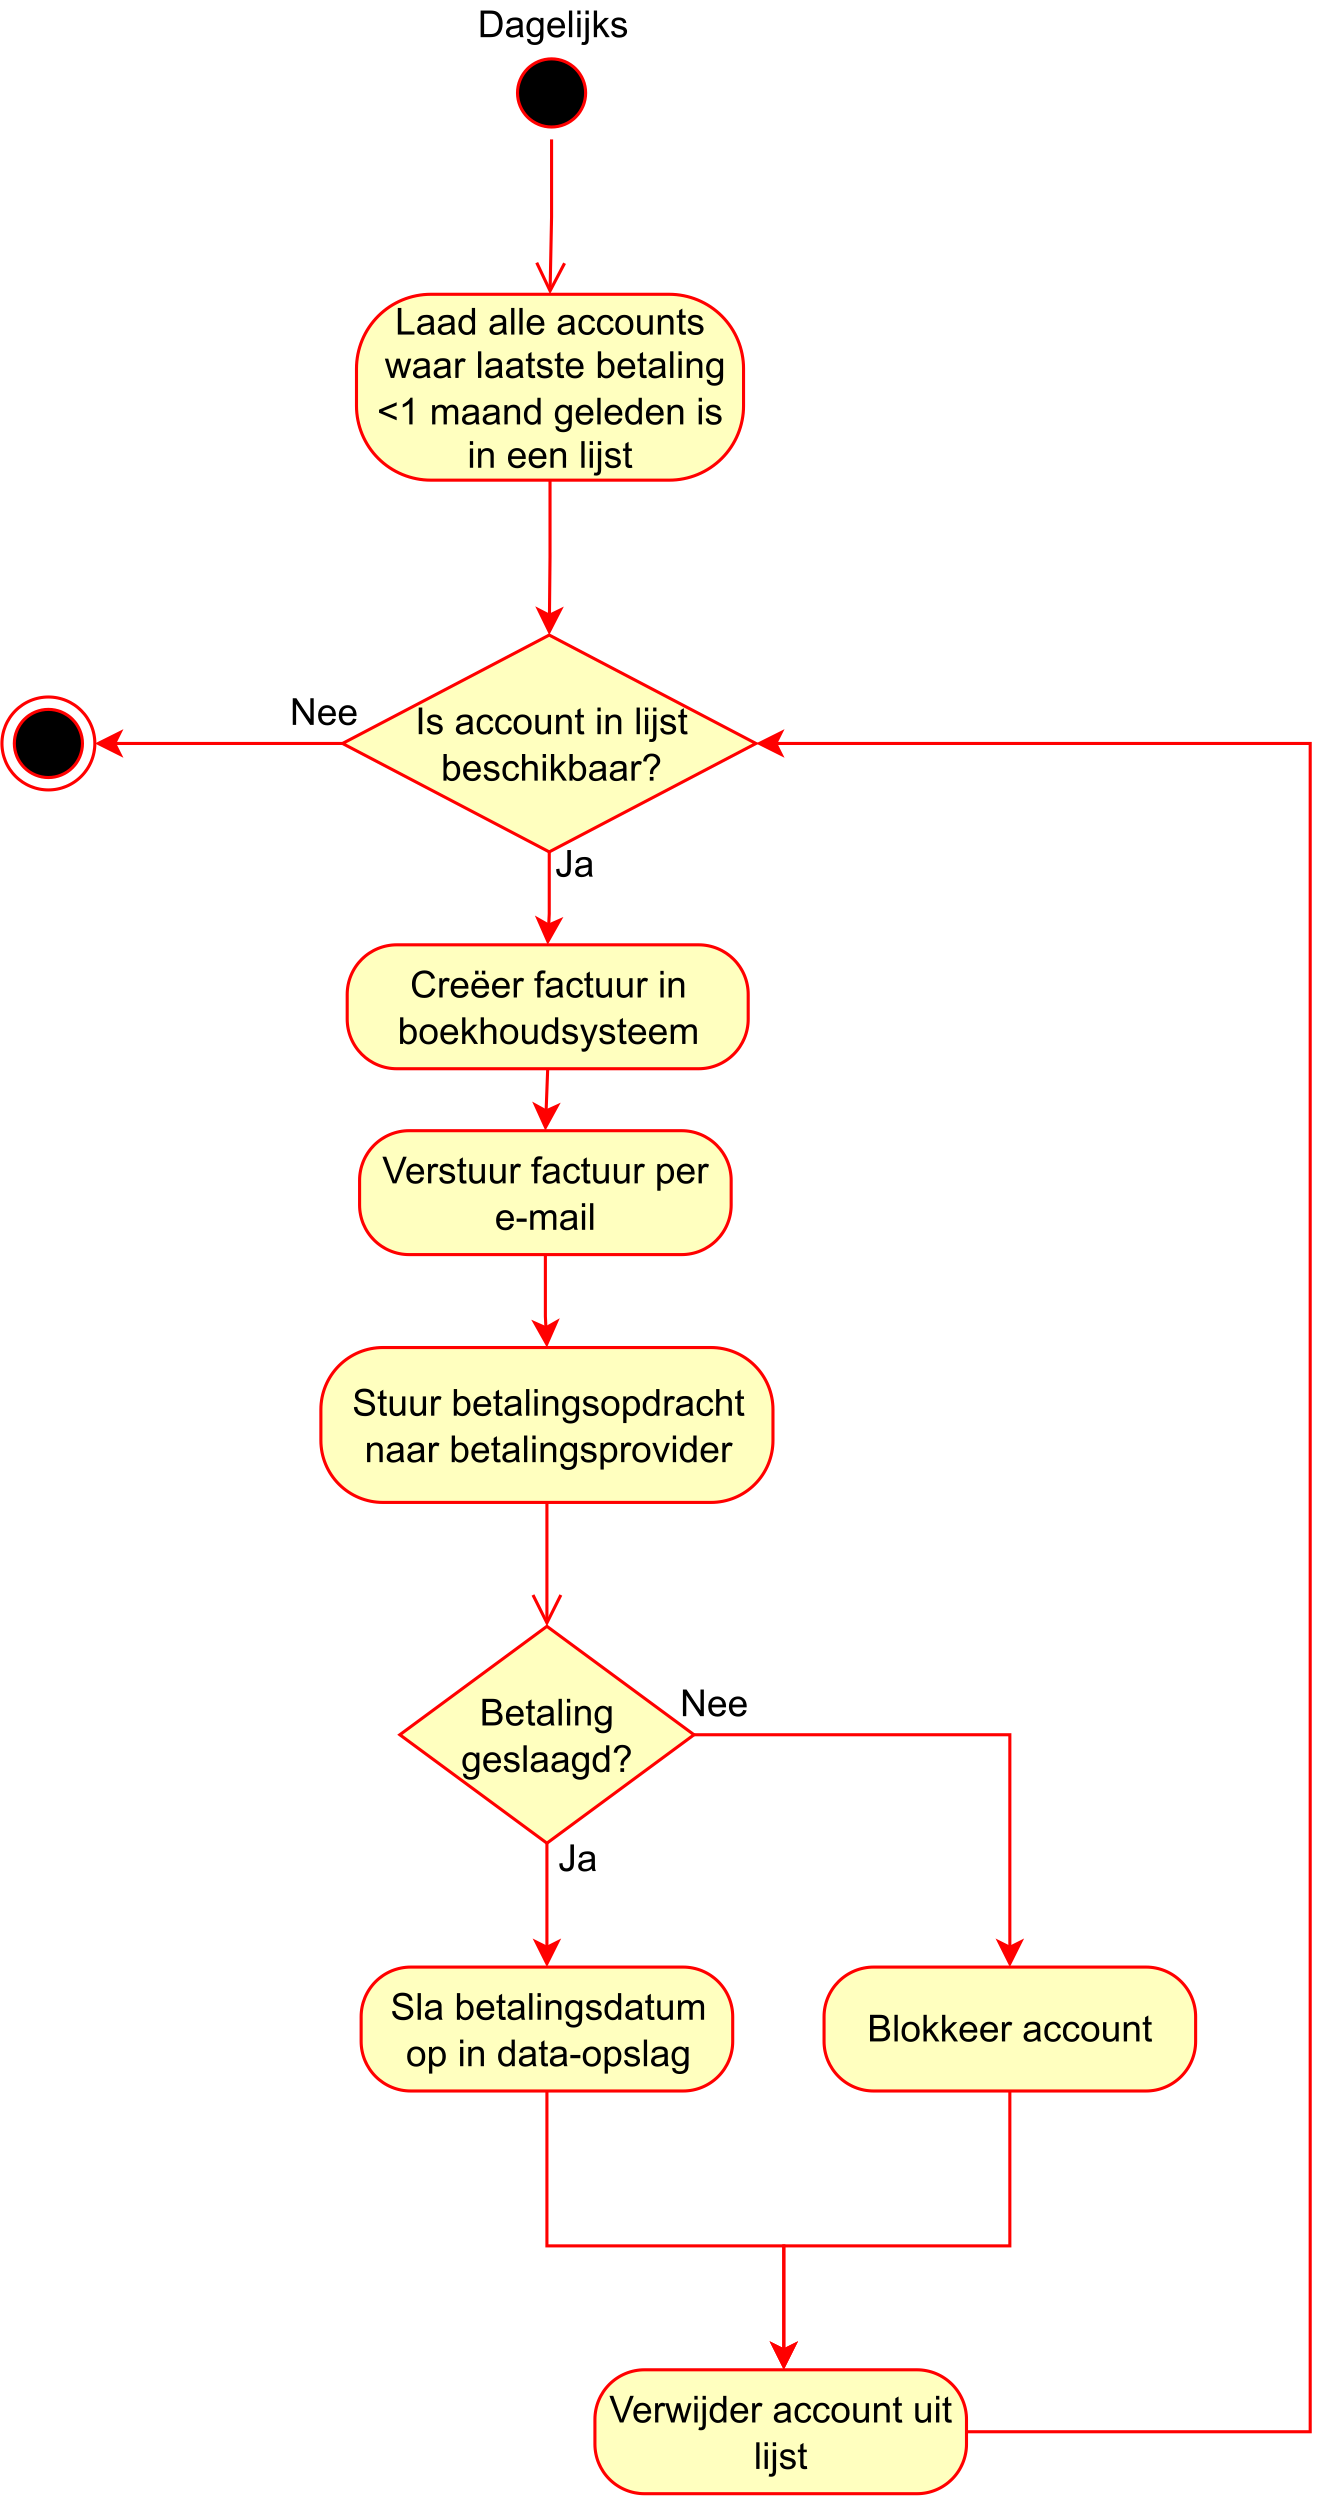 Dagelijks
Laad alle accounts
waar laatste betaling
<1 maand geleden is
in een lijst
Nee
Is account in lijst
beschikbaar?
Ja
Creëer factuur in
boekhoudsysteem
Verstuur factuur per
e-mail
Stuur betalingsopdracht
naar betalingsprovider
Nee
Betaling
geslaagd?
Ja
Sla betalingsdatum
op in data-opslag
Blokkeer account
Verwijder account uit
lijst